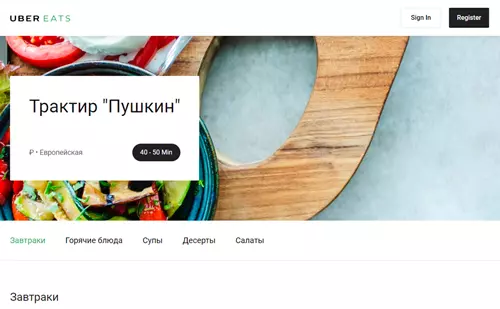 UBER EATS
Sign In
Register
Трактир "Пушкин"
₽ • Европейская
40 - 50 Min
Завтраки
Горячие блюда
Супы
Десерты
Салаты
Завтраки